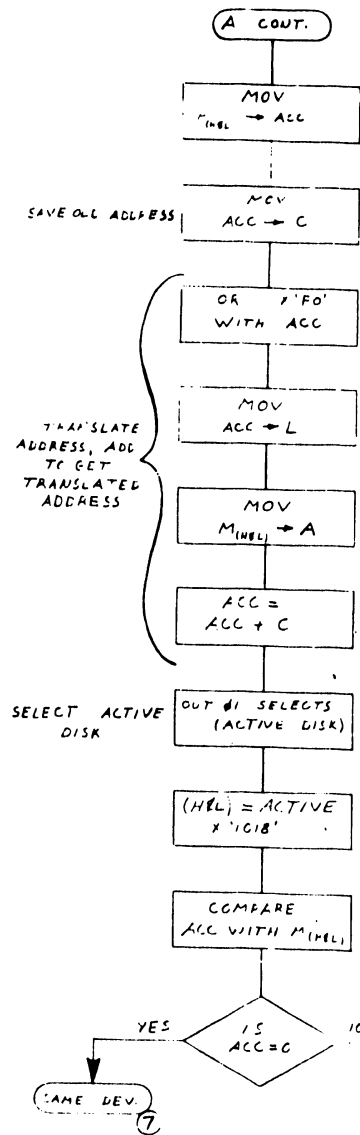 A CONT.
MOV
M(H&L) → ACC
SAVE OLD ADDRESS
MOV
ACC → C
OR X'F0'
WITH ACC
MOV
ACC → L
TRANSLATE
ADDRESS, ADD
TO GET
TRANSLATED
ADDRESS
MOV
M(H&L) → A
ACC =
ACC + C
SELECT ACTIVE
DISK
OUT 01 SELECTS
(ACTIVE DISK)
(H&L) = ACTIVE
X'1C18'
COMPARE
ACC WITH M(H&L)
YES
IS
ACC=0
SAME DEV.
7